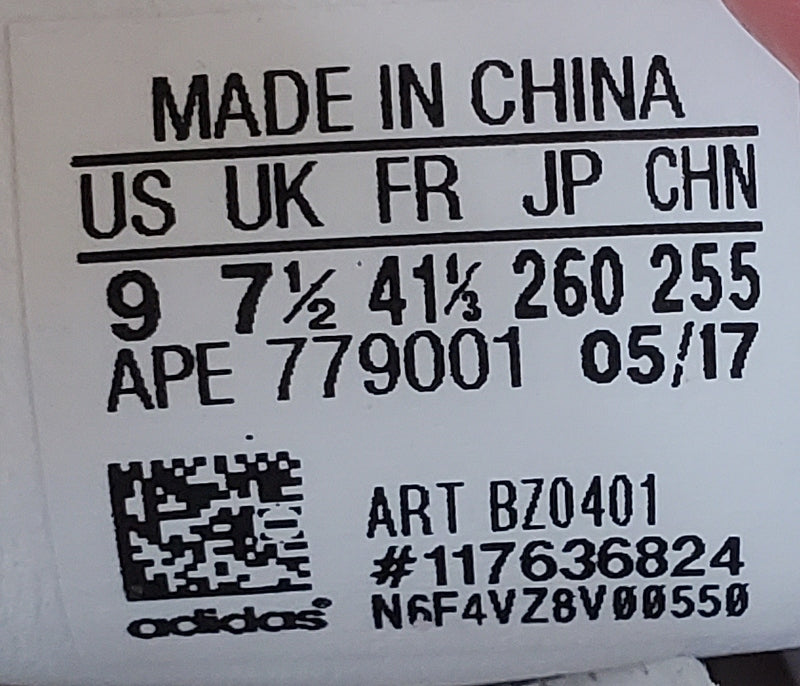 MADE IN CHINA
US UK FR JP CHN
9 7½ 41⅓ 260 255
APE 779001 05/17
ART BZ0401
#117636824
N6F4VZ8V00550
adidas®